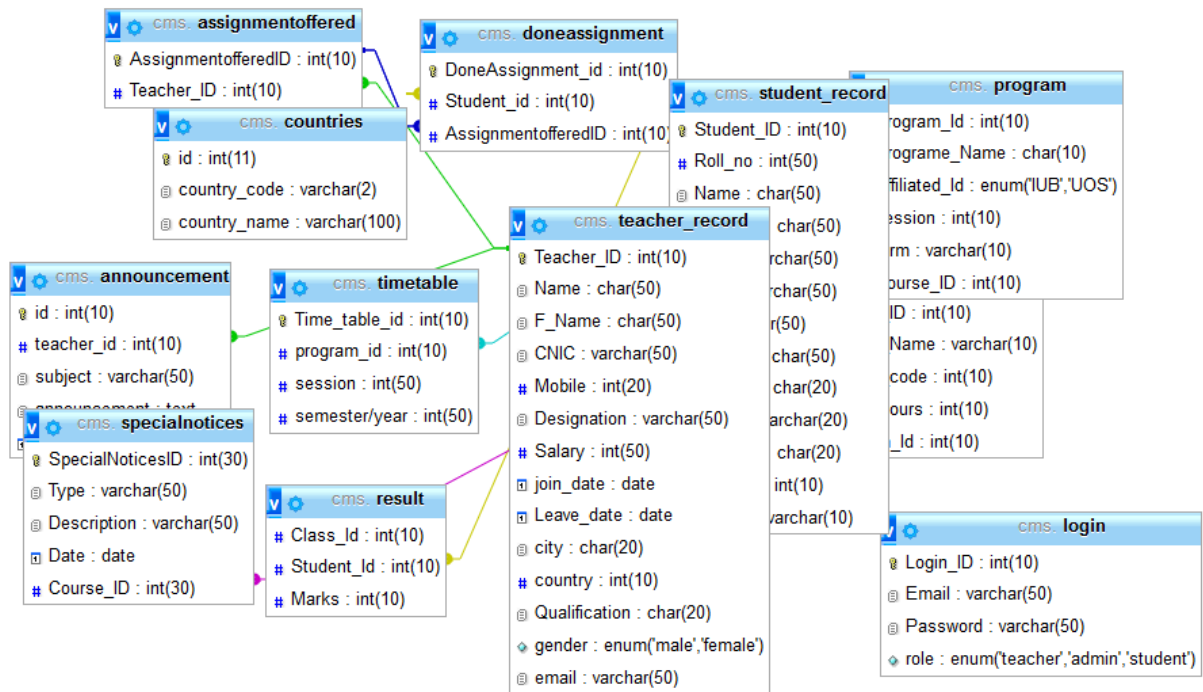 cms. assignmentoffered
AssignmentofferedID : int(10)
Teacher_ID : int(10)
cms. doneassignment
DoneAssignment_id : int(10)
Student_id : int(10)
AssignmentofferedID : int(10)
cms. student_record
Student_ID : int(10)
Roll_no : int(50)
Name : char(50)
char(50)
char(50)
char(50)
char(50)
char(20)
char(20)
char(20)
int(10)
varchar(10)
cms. program
rogram_Id : int(10)
rograme_Name : char(10)
ffiliated_Id : enum('IUB','UOS')
ession : int(10)
rm : varchar(10)
ourse_ID : int(10)
ID : int(10)
Name : varchar(10)
code : int(10)
ours : int(10)
_Id : int(10)
cms. countries
id : int(11)
country_code : varchar(2)
country_name : varchar(100)
cms. teacher_record
Teacher_ID : int(10)
Name : char(50)
F_Name : char(50)
CNIC : varchar(50)
Mobile : int(20)
Designation : varchar(50)
Salary : int(50)
join_date : date
Leave_date : date
city : char(20)
country : int(10)
Qualification : char(20)
gender : enum('male','female')
email : varchar(50)
cms. announcement
id : int(10)
teacher_id : int(10)
subject : varchar(50)
announcement : text
cms. timetable
Time_table_id : int(10)
program_id : int(10)
session : int(50)
semester/year : int(50)
cms. specialnotices
SpecialNoticesID : int(30)
Type : varchar(50)
Description : varchar(50)
Date : date
Course_ID : int(30)
cms. result
Class_Id : int(10)
Student_Id : int(10)
Marks : int(10)
cms. login
Login_ID : int(10)
Email : varchar(50)
Password : varchar(50)
role : enum('teacher','admin','student')